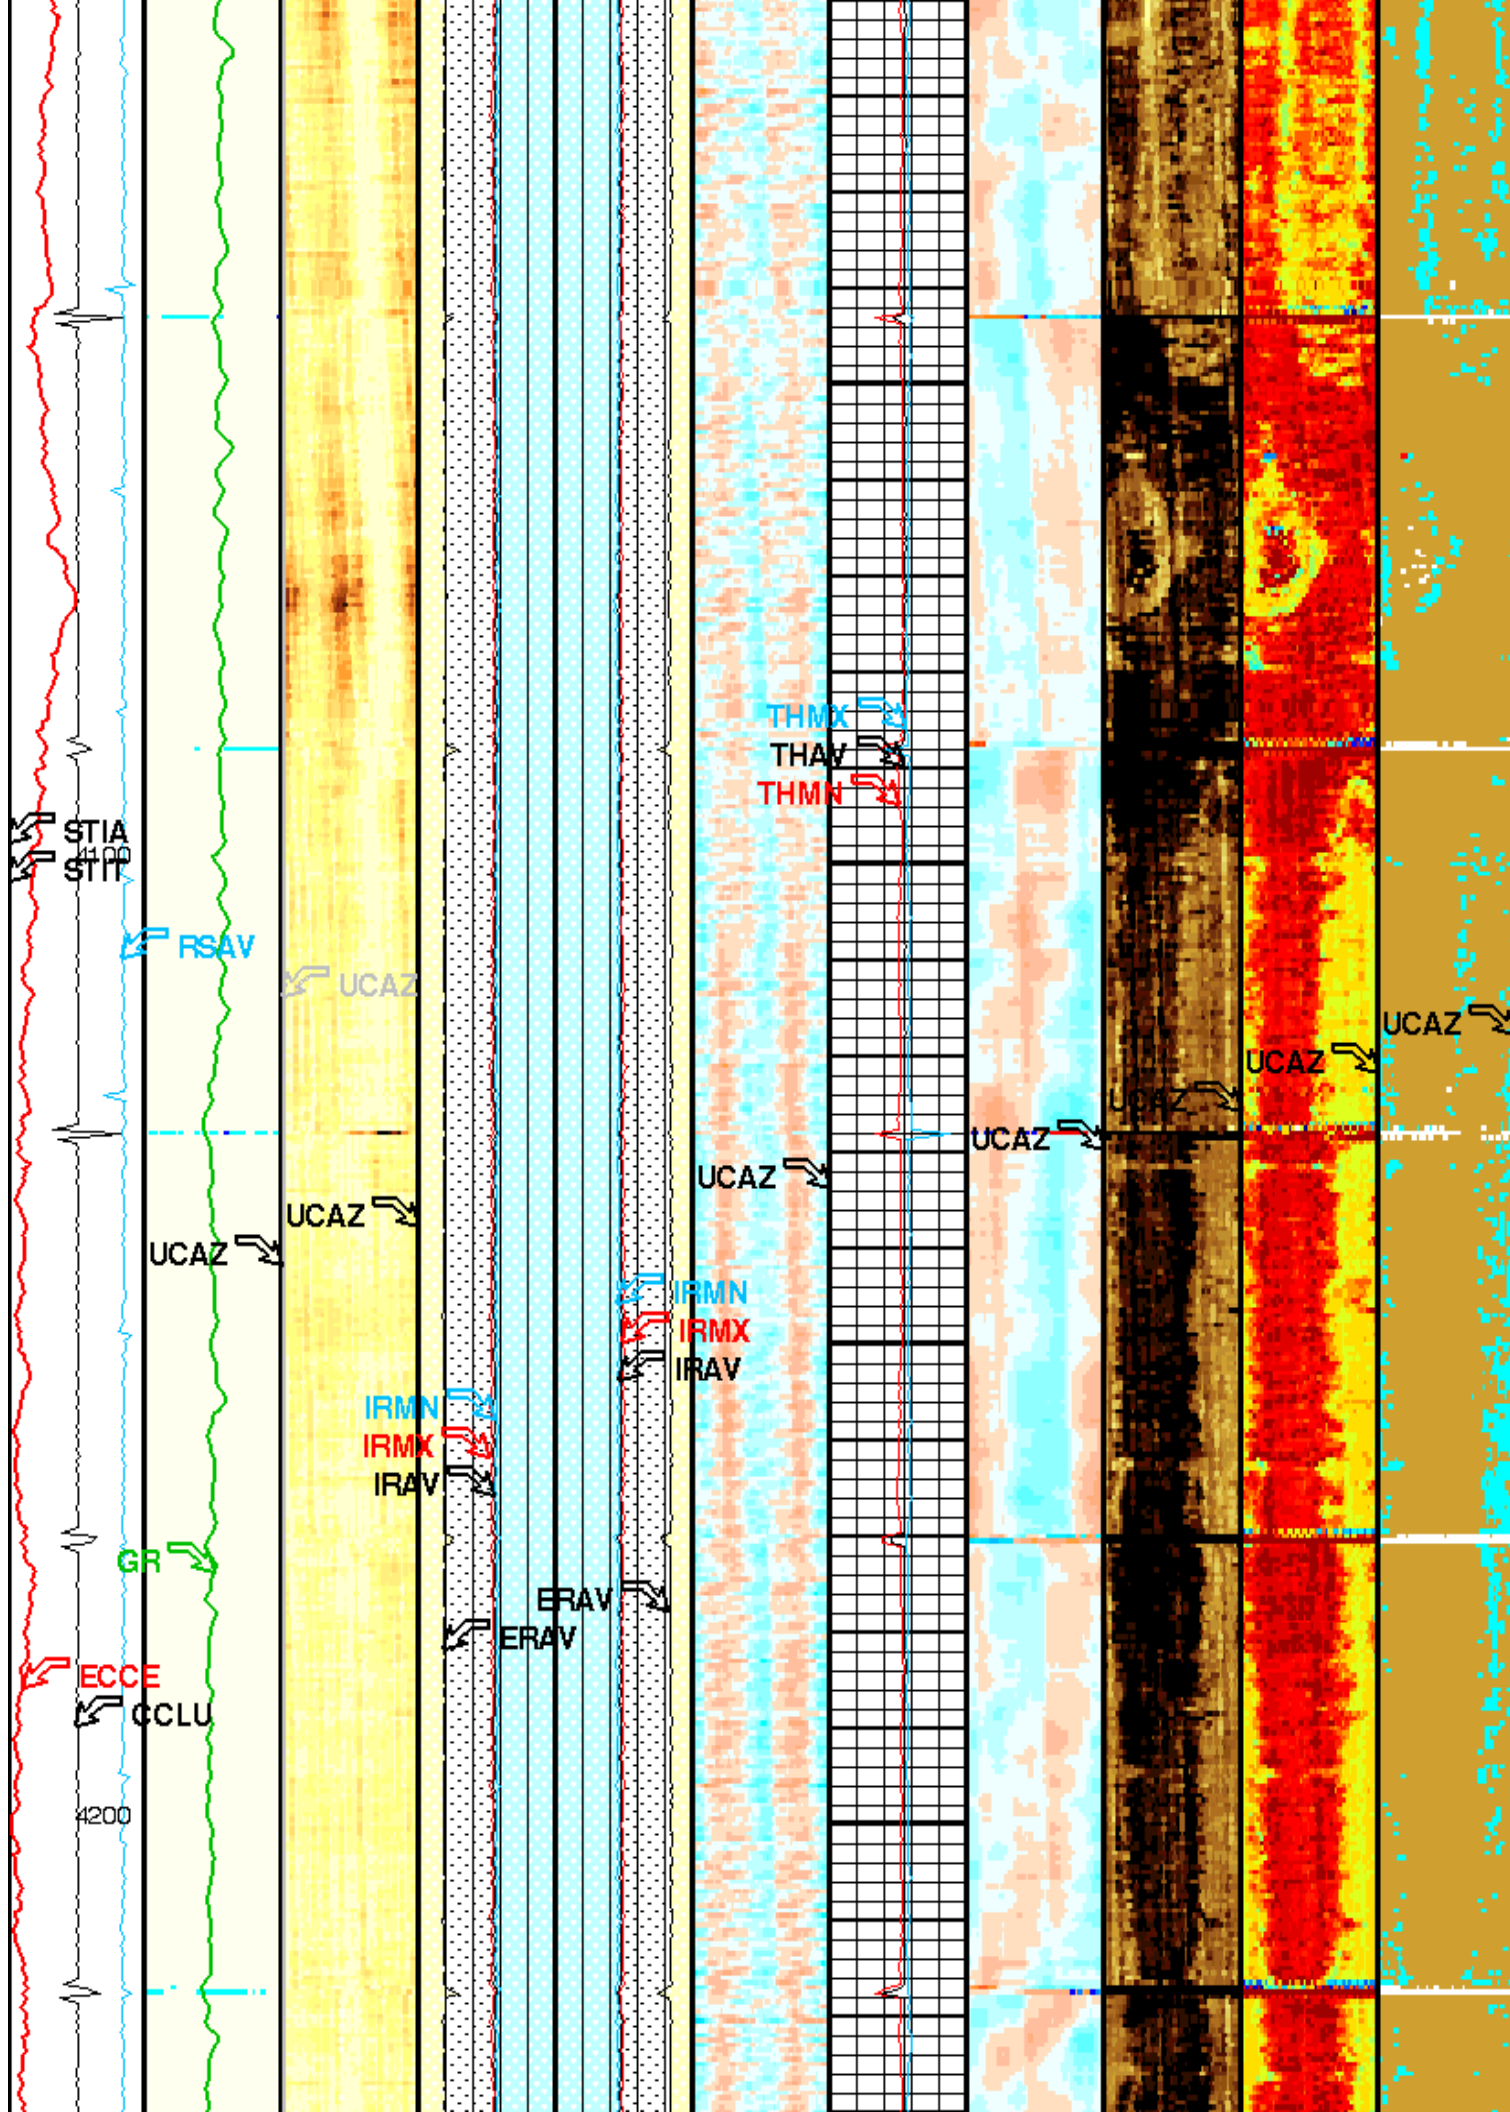 THMX
THAV
THMN
STIA
4100
STIT
RSAV
UCAZ
UCAZ
UCAZ
UCAZ
UCAZ
UCAZ
UCAZ
UCAZ
IRMN
IRMX
IRAV
IRMN
IRMX
IRAV
GR
ERAV
ERAV
ECCE
CCLU
4200